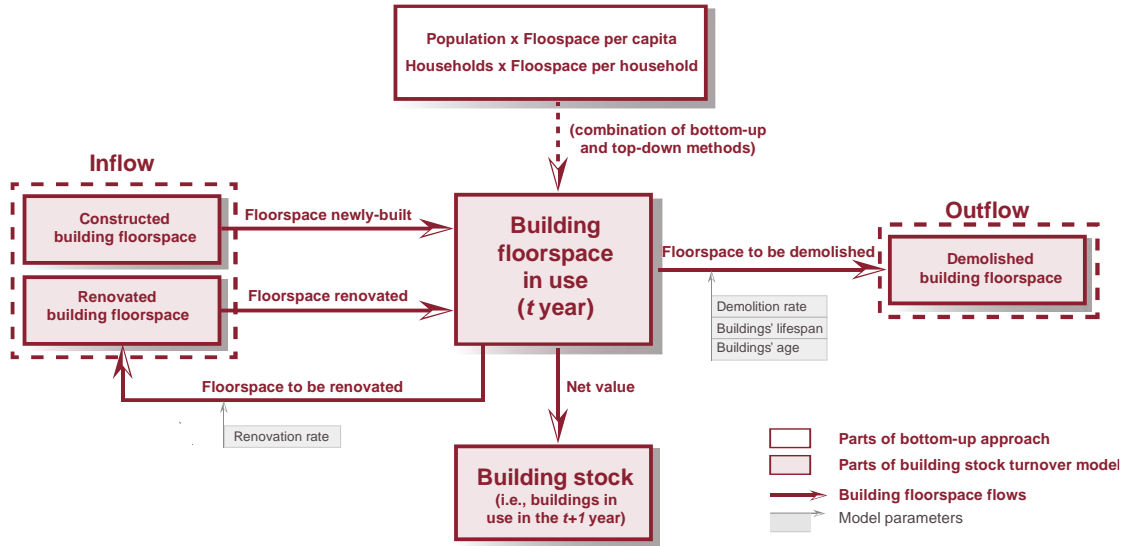 Population x Floospace per capita
Households x Floospace per household
(combination of bottom-up
and top-down methods)
Inflow
Constructed
building floorspace
Floorspace newly-built
Renovated
building floorspace
Floorspace renovated
Building
floorspace
in use
(t year)
Floorspace to be demolished
Outflow
Demolished
building floorspace
Demolition rate
Buildings' lifespan
Buildings' age
Floorspace to be renovated
Renovation rate
Net value
Building stock
(i.e., buildings in
use in the t+1 year)
Parts of bottom-up approach
Parts of building stock turnover model
Building floorspace flows
Model parameters